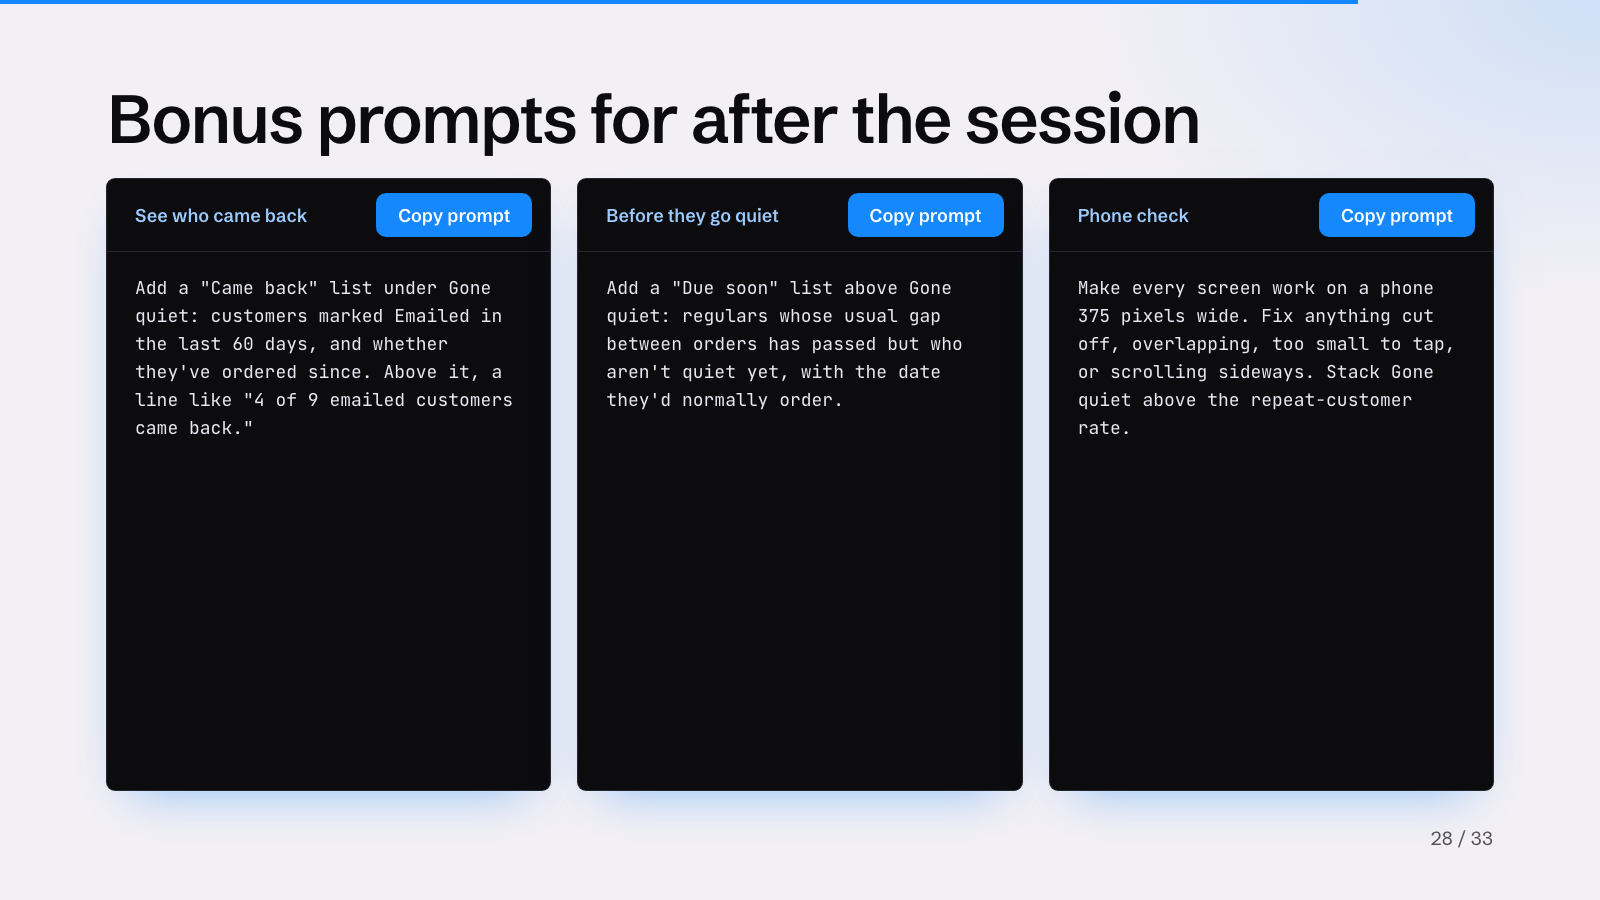 Bonus prompts for after the session
See who came back
Copy prompt
Add a "Came back" list under Gone
quiet: customers marked Emailed in
the last 60 days, and whether
they've ordered since. Above it, a
line like "4 of 9 emailed customers
came back."
Before they go quiet
Copy prompt
Add a "Due soon" list above Gone
quiet: regulars whose usual gap
between orders has passed but who
aren't quiet yet, with the date
they'd normally order.
Phone check
Copy prompt
Make every screen work on a phone
375 pixels wide. Fix anything cut
off, overlapping, too small to tap,
or scrolling sideways. Stack Gone
quiet above the repeat-customer
rate.
28 / 33